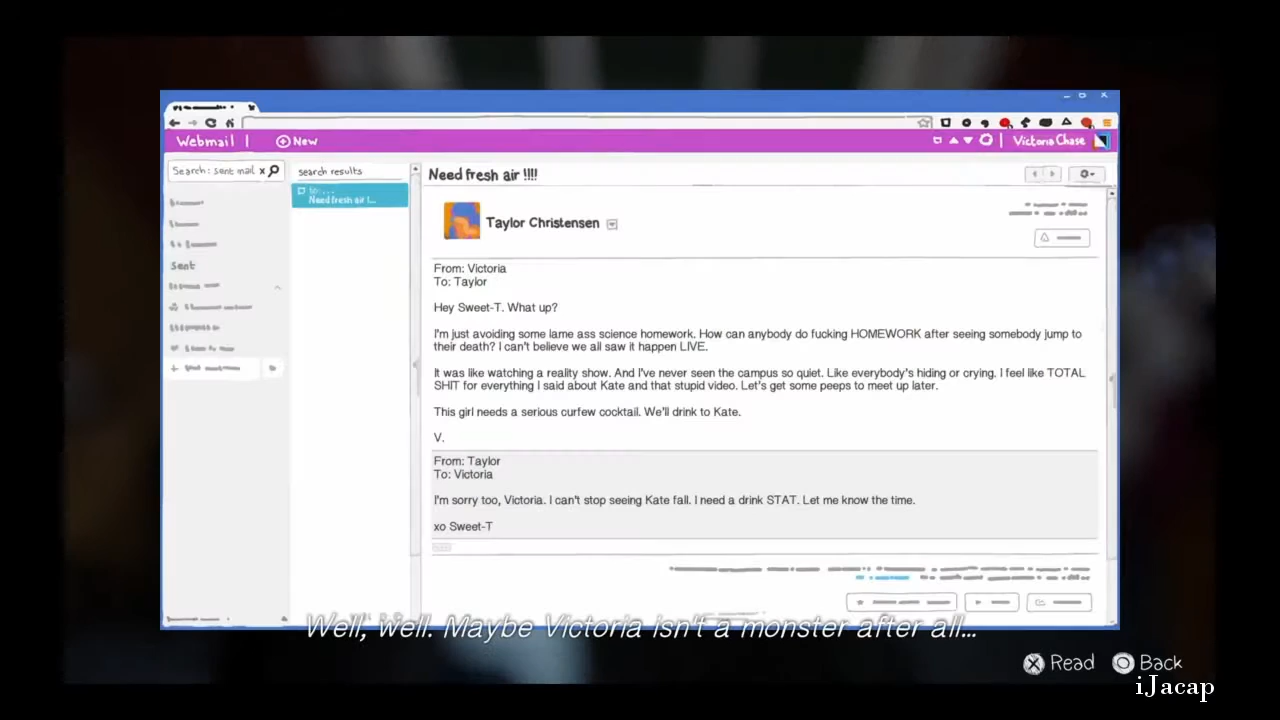 Webmail | New Victoria Chase
Search: sent mail x
search results
Need fresh air !!!!
Need fresh air !...
Taylor Christensen
Sent
From: Victoria
To: Taylor
Hey Sweet-T. What up?
I'm just avoiding some lame ass science homework. How can anybody do fucking HOMEWORK after seeing somebody jump to
their death? I can't believe we all saw it happen LIVE.
It was like watching a reality show. And I've never seen the campus so quiet. Like everybody's hiding or crying. I feel like TOTAL
SHIT for everything I said about Kate and that stupid video. Let's get some peeps to meet up later.
This girl needs a serious curfew cocktail. We'll drink to Kate.
V.
From: Taylor
To: Victoria
I'm sorry too, Victoria. I can't stop seeing Kate fall. I need a drink STAT. Let me know the time.
xo Sweet-T
Well, well. Maybe Victoria isn't a monster after all...
Read Back
iJacap